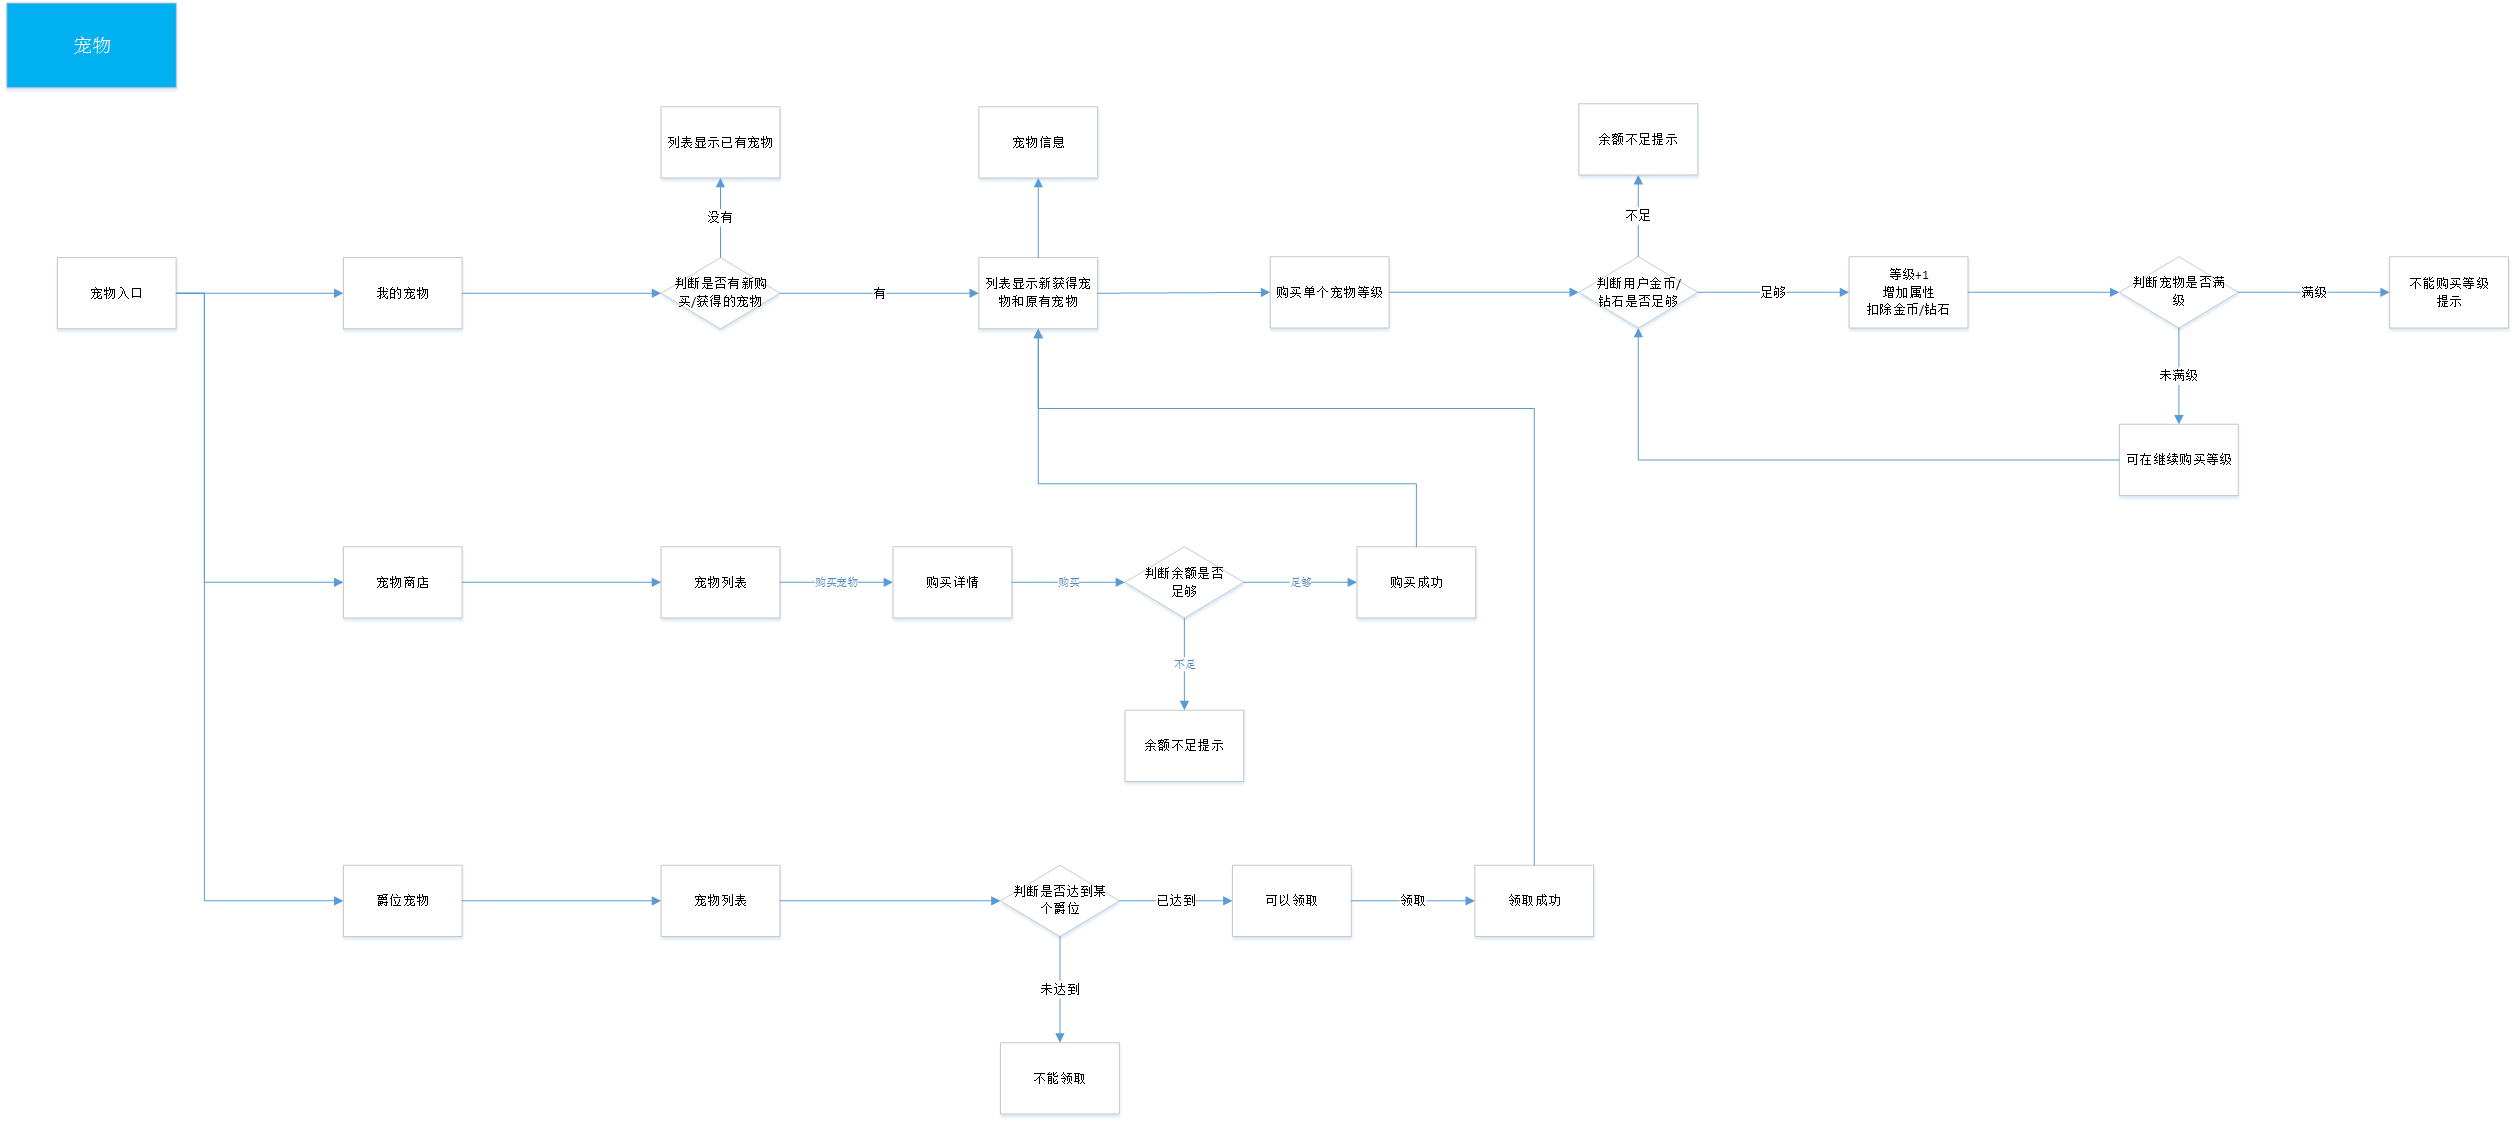 宠物
列表显示已有宠物
宠物信息
余额不足提示
没有
不足
宠物入口
我的宠物
判断是否有新购
买/获得的宠物
有
列表显示新获得宠
物和原有宠物
购买单个宠物等级
判断用户金币/
钻石是否足够
足够
等级+1
增加属性
扣除金币/钻石
判断宠物是否满
级
满级
不能购买等级
提示
未满级
可在继续购买等级
宠物商店
宠物列表
购买宠物
购买详情
购买
判断余额是否
足够
足够
购买成功
不足
余额不足提示
爵位宠物
宠物列表
判断是否达到某
个爵位
已达到
可以领取
领取
领取成功
未达到
不能领取